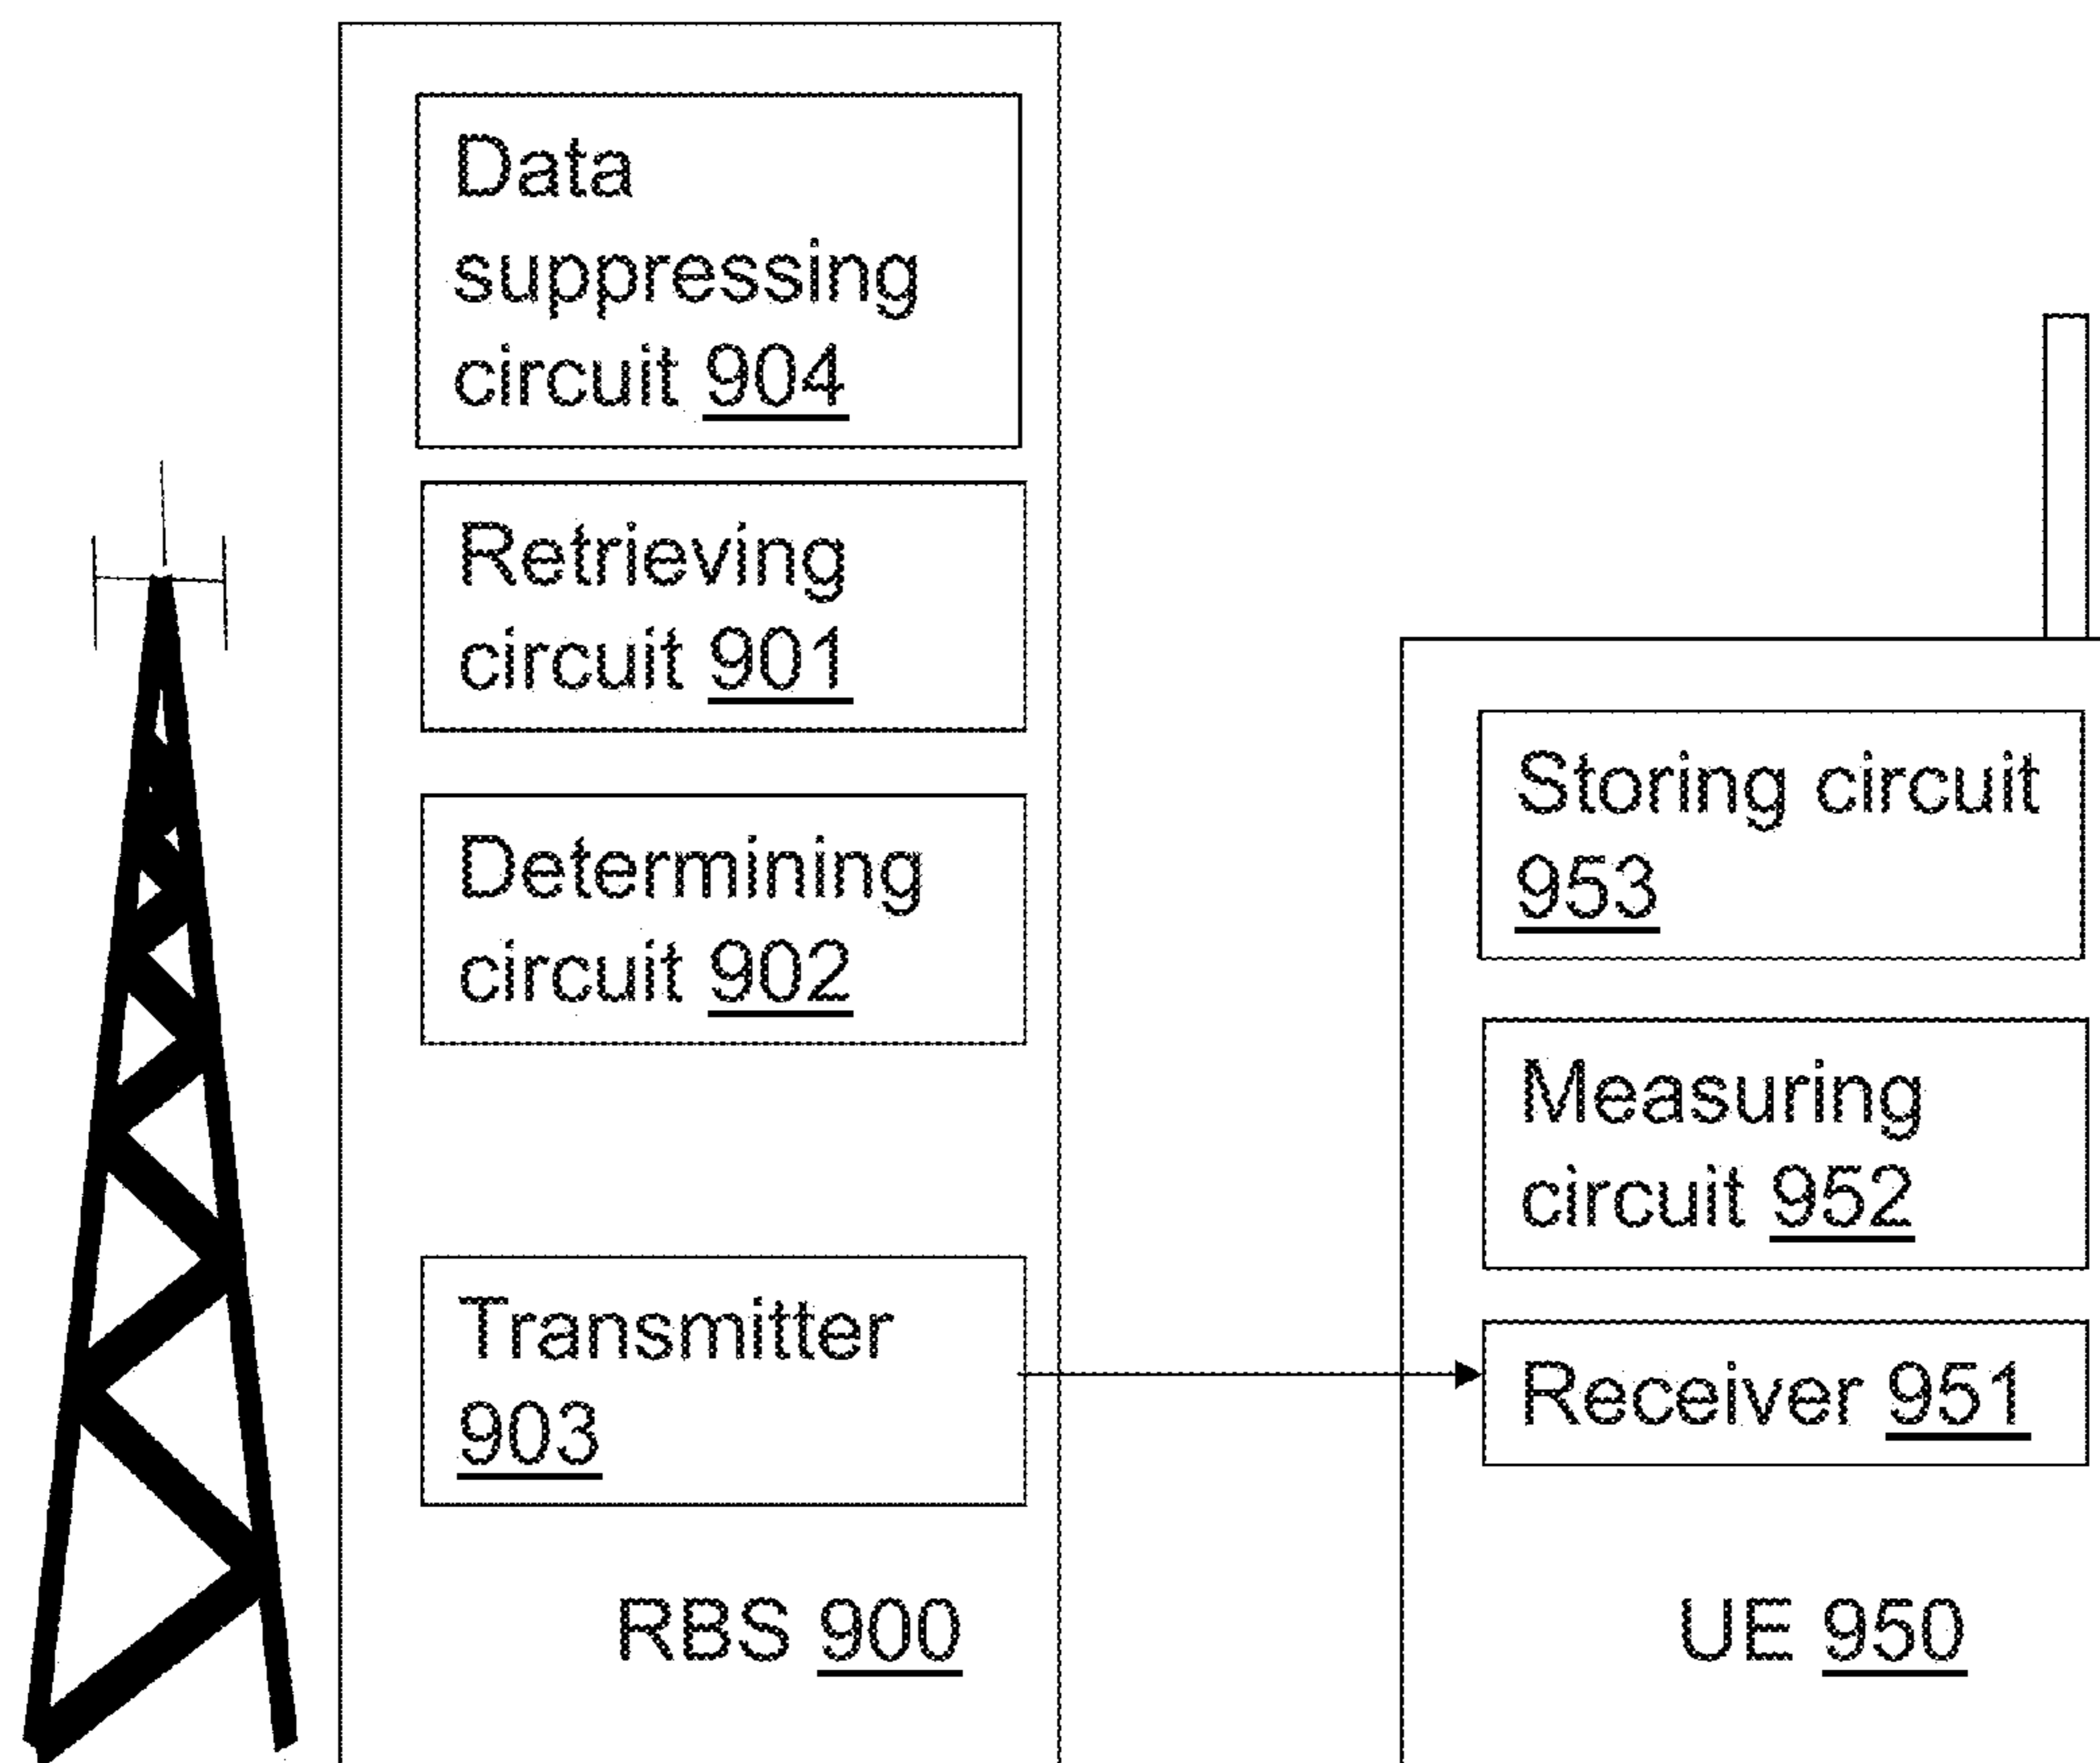 Data
suppressing
circuit 904
Retrieving
circuit 901
Determining
circuit 902
Transmitter
903
RBS 900
Storing circuit
953
Measuring
circuit 952
Receiver 951
UE 950